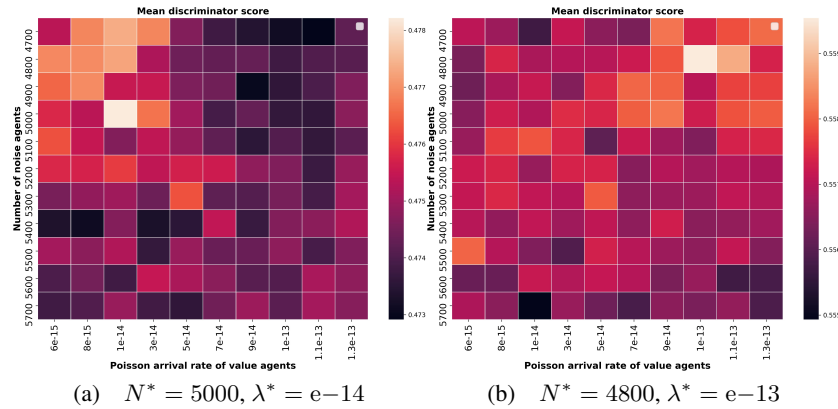 Mean discriminator score
Number of noise agents
4700
4800
4900
5000
5100
5200
5300
5400
5500
5600
5700
6e-15
8e-15
1e-14
3e-14
5e-14
7e-14
9e-14
1e-13
1.1e-13
1.3e-13
Poisson arrival rate of value agents
0.478
0.477
0.476
0.475
0.474
0.473
(a) N* = 5000, λ* = e−14
Mean discriminator score
Number of noise agents
4700
4800
4900
5000
5100
5200
5300
5400
5500
5600
5700
6e-15
8e-15
1e-14
3e-14
5e-14
7e-14
9e-14
1e-13
1.1e-13
1.3e-13
Poisson arrival rate of value agents
(b) N* = 4800, λ* = e−13